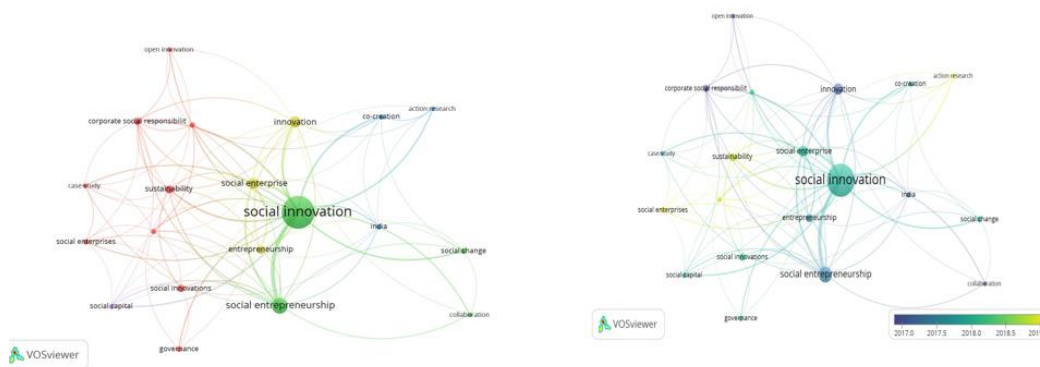 open innovation
corporate social responsibilit
innovation
action research
co-creation
case study
sustainability
social enterprise
social innovation
india
social enterprises
entrepreneurship
social change
social innovations
social capital
social entrepreneurship
collaboration
governance
VOSviewer
open innovation
action research
corporate social responsibilit
innovation
co-creation
case study
sustainability
social enterprise
social innovation
india
social enterprises
entrepreneurship
social change
social innovations
social capital
social entrepreneurship
collaboration
governance
VOSviewer
2017.0 2017.5 2018.0 2018.5